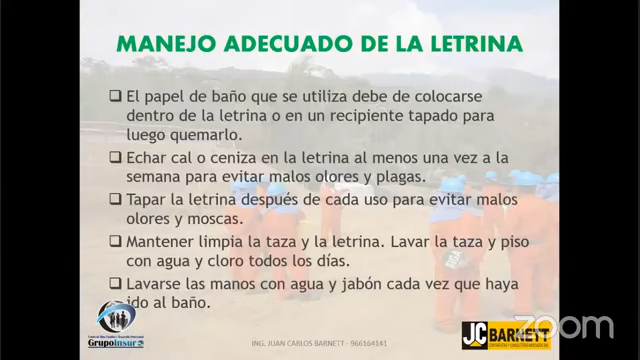 MANEJO ADECUADO DE LA LETRINA
❑ El papel de baño que se utiliza debe de colocarse
dentro de la letrina o en un recipiente tapado para
luego quemarlo.
❑ Echar cal o ceniza en la letrina al menos una vez a la
semana para evitar malos olores y plagas.
❑ Tapar la letrina después de cada uso para evitar malos
olores y moscas.
❑ Mantener limpia la taza y la letrina. Lavar la taza y piso
con agua y cloro todos los días.
❑ Lavarse las manos con agua y jabón cada vez que haya
ido al baño.
GrupoInsur
ING. JUAN CARLOS BARNETT - 966164141
JC BARNETT
zoom